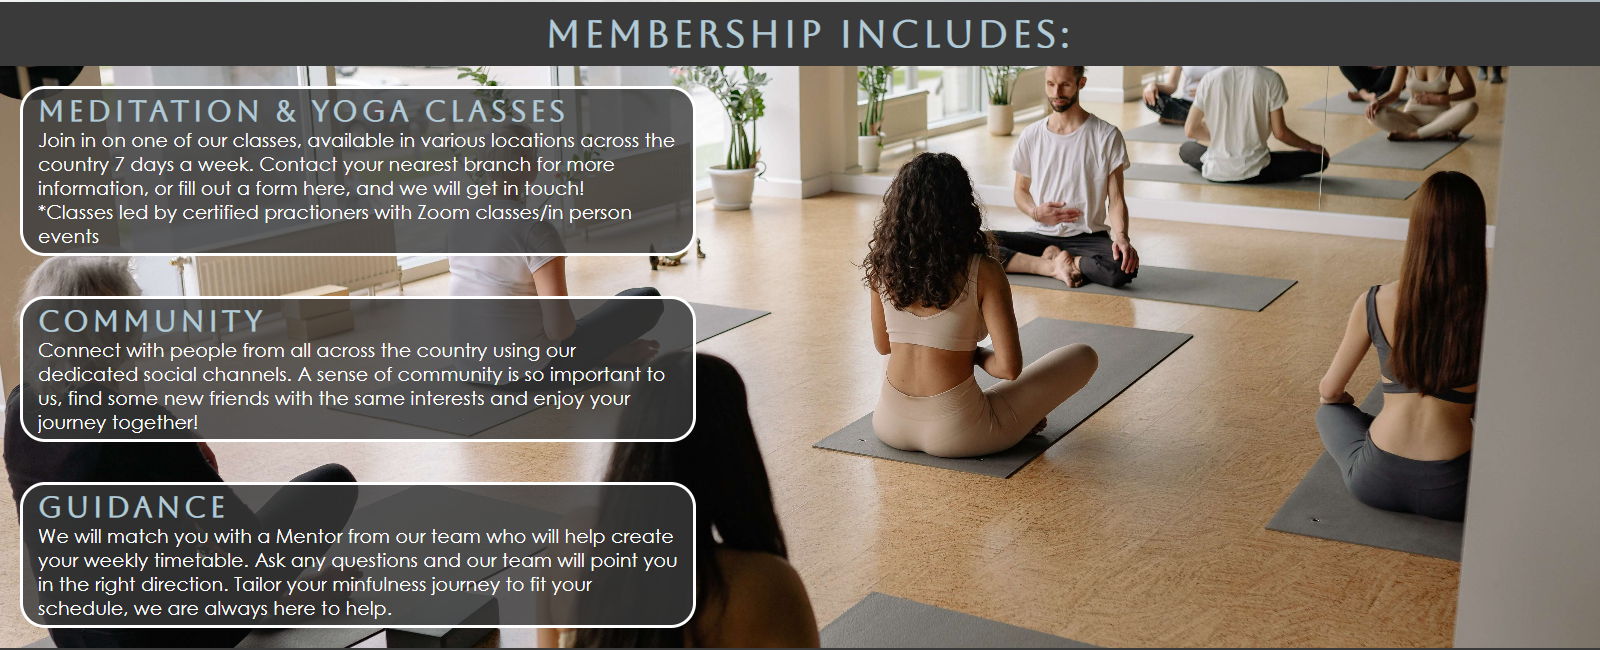 MEMBERSHIP INCLUDES:
MEDITATION & YOGA CLASSES
Join in on one of our classes, available in various locations across the
country 7 days a week. Contact your nearest branch for more
information, or fill out a form here, and we will get in touch!
*Classes led by certified practioners with Zoom classes/in person
events
COMMUNITY
Connect with people from all across the country using our
dedicated social channels. A sense of community is so important to
us, find some new friends with the same interests and enjoy your
journey together!
GUIDANCE
We will match you with a Mentor from our team who will help create
your weekly timetable. Ask any questions and our team will point you
in the right direction. Tailor your minfulness journey to fit your
schedule, we are always here to help.